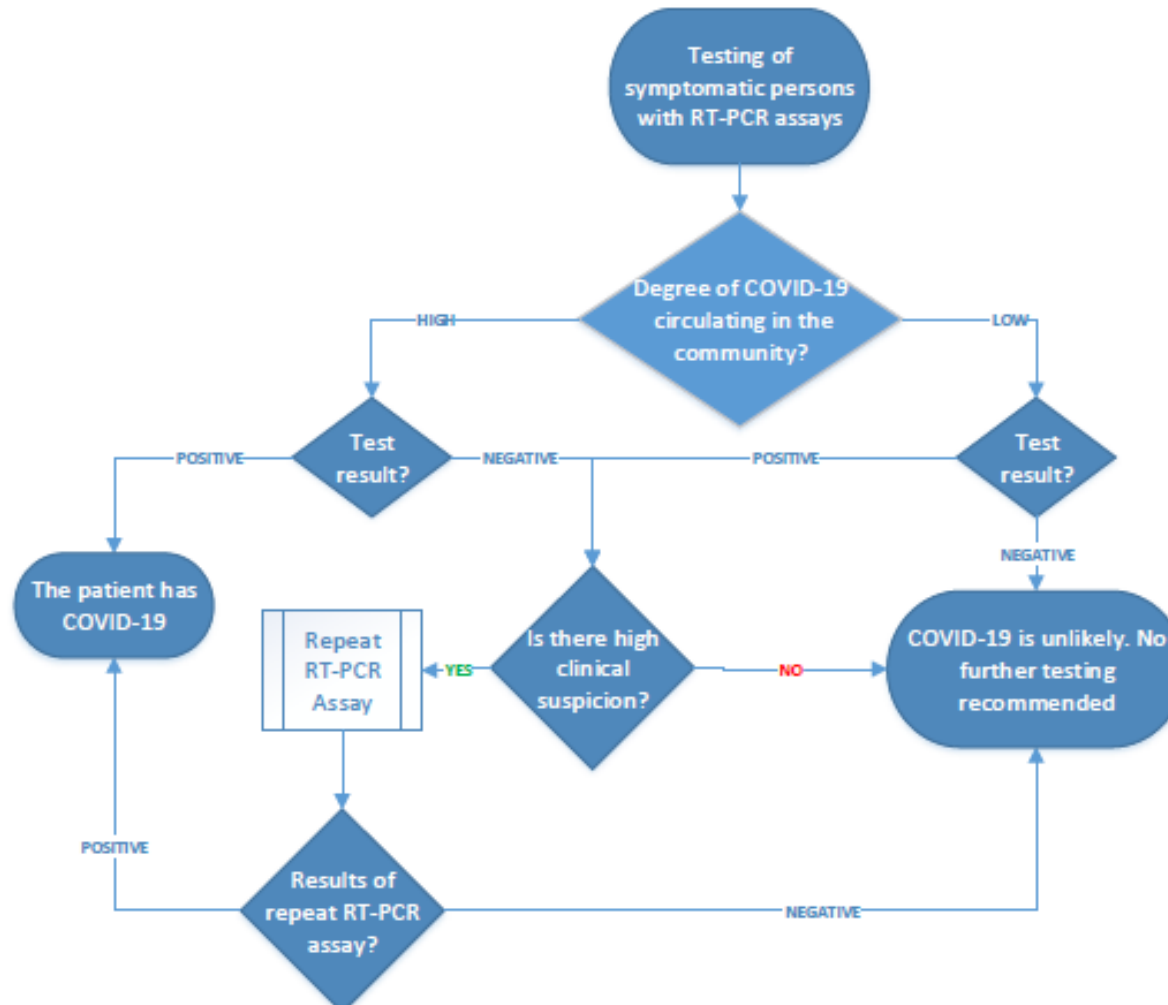 Testing of
symptomatic persons
with RT-PCR assays
Degree of COVID-19
circulating in the
community?
HIGH
LOW
Test
result?
Test
result?
POSITIVE
NEGATIVE
POSITIVE
NEGATIVE
The patient has
COVID-19
Repeat
RT-PCR
Assay
YES
Is there high
clinical
suspicion?
NO
COVID-19 is unlikely. No
further testing
recommended
POSITIVE
Results of
repeat RT-PCR
assay?
NEGATIVE